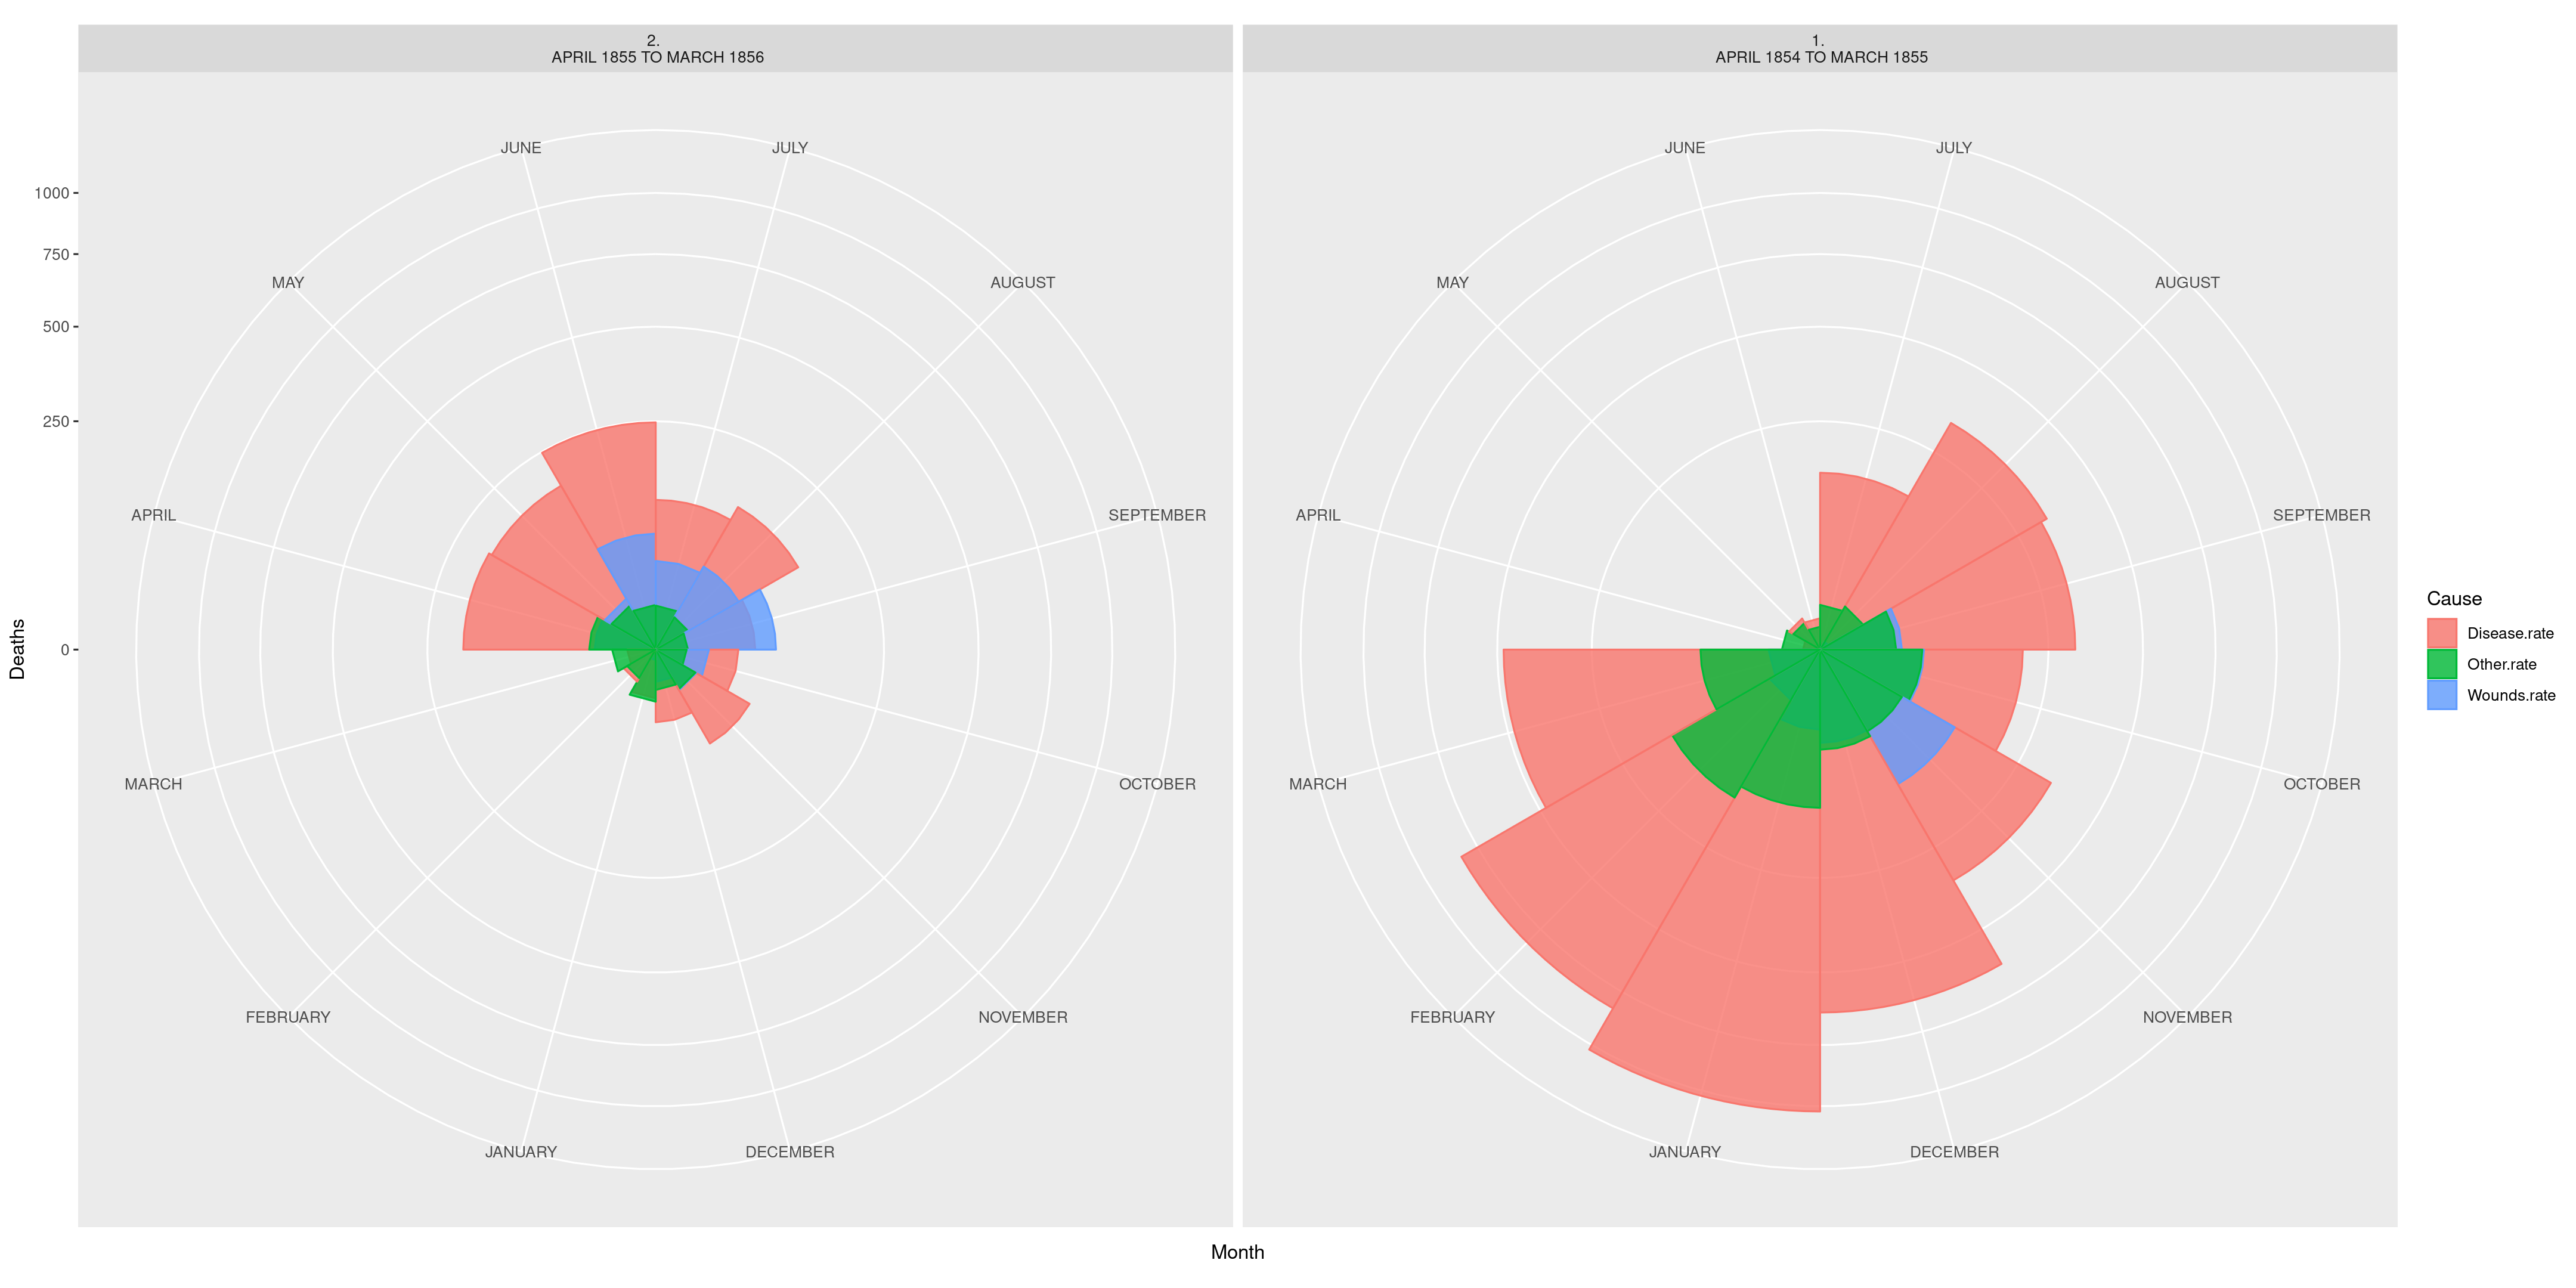 2.
APRIL 1855 TO MARCH 1856
1.
APRIL 1854 TO MARCH 1855
Deaths
1000
750
500
250
0
JUNE
JULY
MAY
AUGUST
APRIL
SEPTEMBER
MARCH
OCTOBER
FEBRUARY
NOVEMBER
JANUARY
DECEMBER
JUNE
JULY
MAY
AUGUST
APRIL
SEPTEMBER
MARCH
OCTOBER
FEBRUARY
NOVEMBER
JANUARY
DECEMBER
Month
Cause
Disease.rate
Other.rate
Wounds.rate